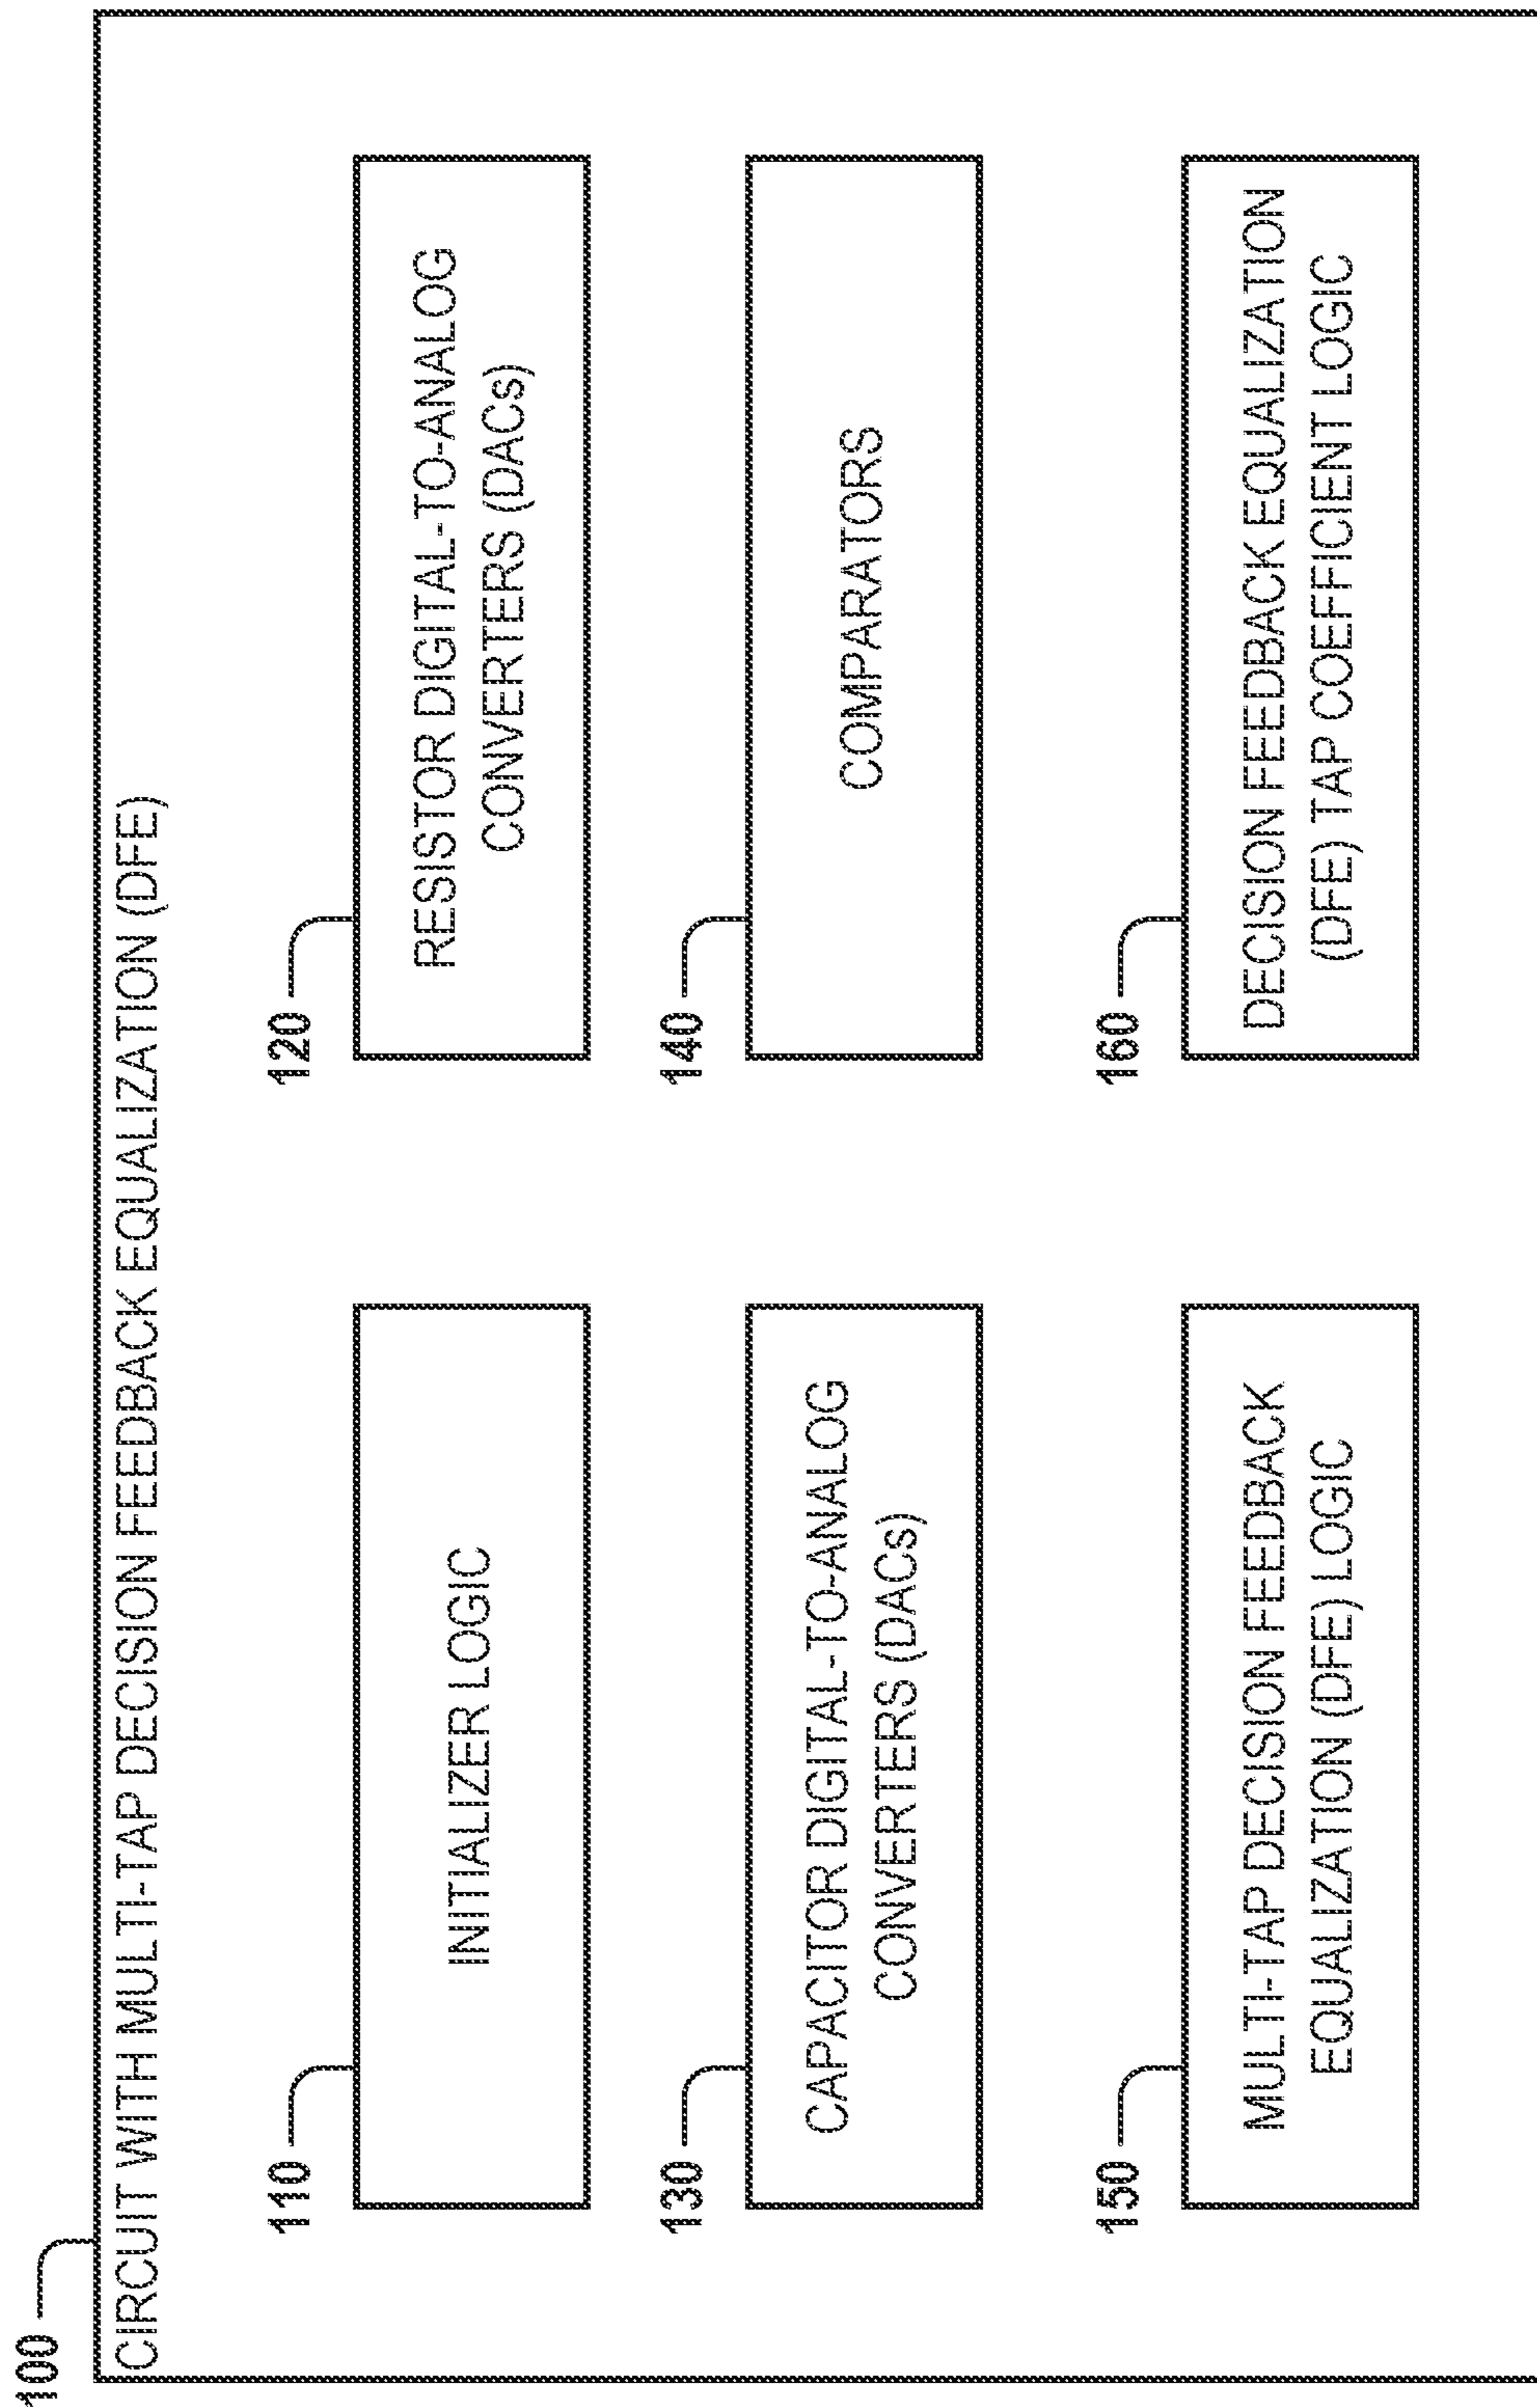 100
CIRCUIT WITH MULTI-TAP DECISION FEEDBACK EQUALIZATION (DFE)
110
INITIALIZER LOGIC
120
RESISTOR DIGITAL-TO-ANALOG
CONVERTERS (DACs)
130
CAPACITOR DIGITAL-TO-ANALOG
CONVERTERS (DACs)
140
COMPARATORS
150
MULTI-TAP DECISION FEEDBACK
EQUALIZATION (DFE) LOGIC
160
DECISION FEEDBACK EQUALIZATION
(DFE) TAP COEFFICIENT LOGIC